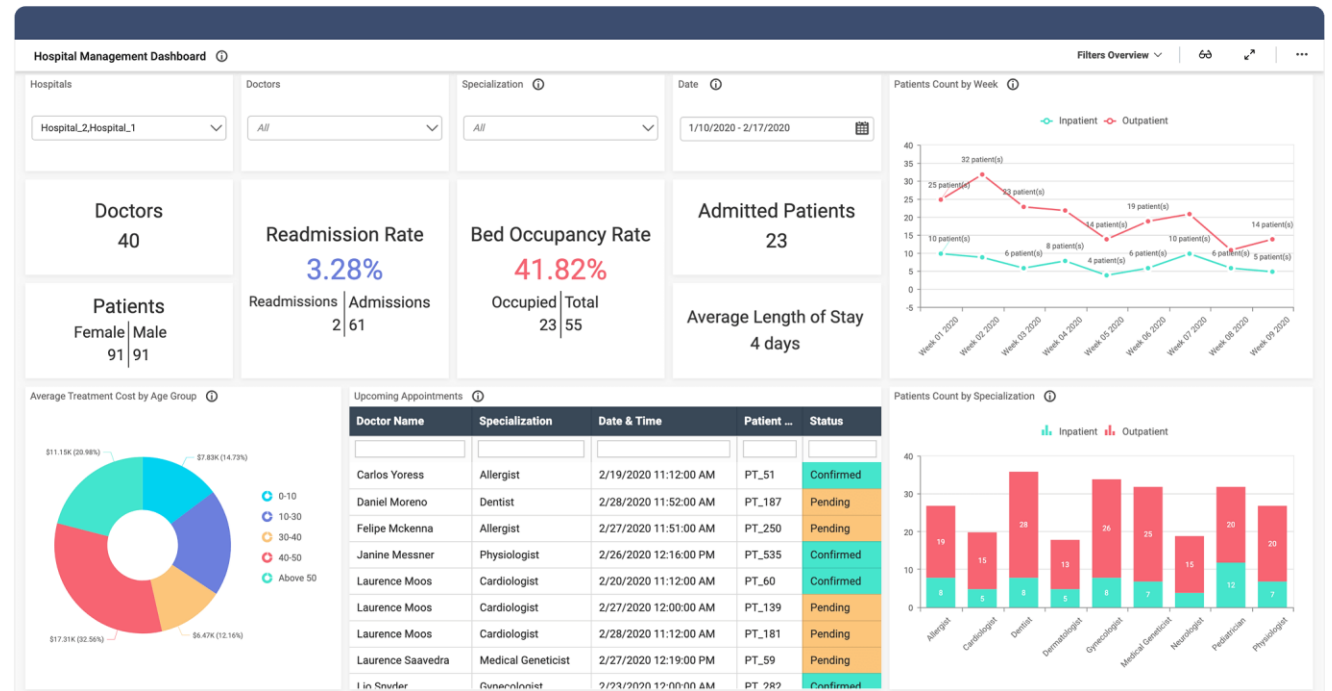 Hospital Management Dashboard
Filters Overview
Hospitals
Hospital_2,Hospital_1
Doctors
All
Specialization
All
Date
1/10/2020 - 2/17/2020
Doctors
40
Patients
Female Male
91 91
Readmission Rate
3.28%
Readmissions Admissions
2 61
Bed Occupancy Rate
41.82%
Occupied Total
23 55
Admitted Patients
23
Average Length of Stay
4 days
Patients Count by Week
Inpatient Outpatient
40
35
30
25
20
15
10
5
0
-5
32 patient(s)
25 patient(s)
23 patient(s)
19 patient(s)
14 patient(s)
14 patient(s)
10 patient(s)
10 patient(s)
8 patient(s)
6 patient(s)
4 patient(s)
6 patient(s)
6 patient(s)
5 patient(s)
Week 01 2020
Week 02 2020
Week 03 2020
Week 04 2020
Week 05 2020
Week 06 2020
Week 07 2020
Week 08 2020
Week 09 2020
Average Treatment Cost by Age Group
$11.15K (20.98%)
$7.83K (14.73%)
$17.31K (32.56%)
$6.47K (12.16%)
0-10
10-30
30-40
40-50
Above 50
Upcoming Appointments
Doctor Name Specialization Date & Time Patient ... Status
Carlos Yoress Allergist 2/19/2020 11:12:00 AM PT_51 Confirmed
Daniel Moreno Dentist 2/28/2020 11:52:00 AM PT_187 Pending
Felipe Mckenna Allergist 2/27/2020 11:51:00 AM PT_250 Pending
Janine Messner Physiologist 2/26/2020 12:16:00 PM PT_535 Confirmed
Laurence Moos Cardiologist 2/20/2020 11:12:00 AM PT_60 Confirmed
Laurence Moos Cardiologist 2/27/2020 12:00:00 AM PT_139 Pending
Laurence Moos Cardiologist 2/28/2020 11:12:00 AM PT_181 Pending
Laurence Saavedra Medical Geneticist 2/27/2020 12:19:00 PM PT_59 Pending
Lio Snyder Gynecologist 2/23/2020 12:00:00 AM PT_282 Confirmed
Patients Count by Specialization
Inpatient Outpatient
40
30
20
10
0
19
8
15
5
28
8
13
5
26
8
25
7
15
20
12
20
7
Allergist
Cardiologist
Dentist
Dermatologist
Gynecologist
Medical Geneticist
Neurologist
Pediatrician
Physiologist